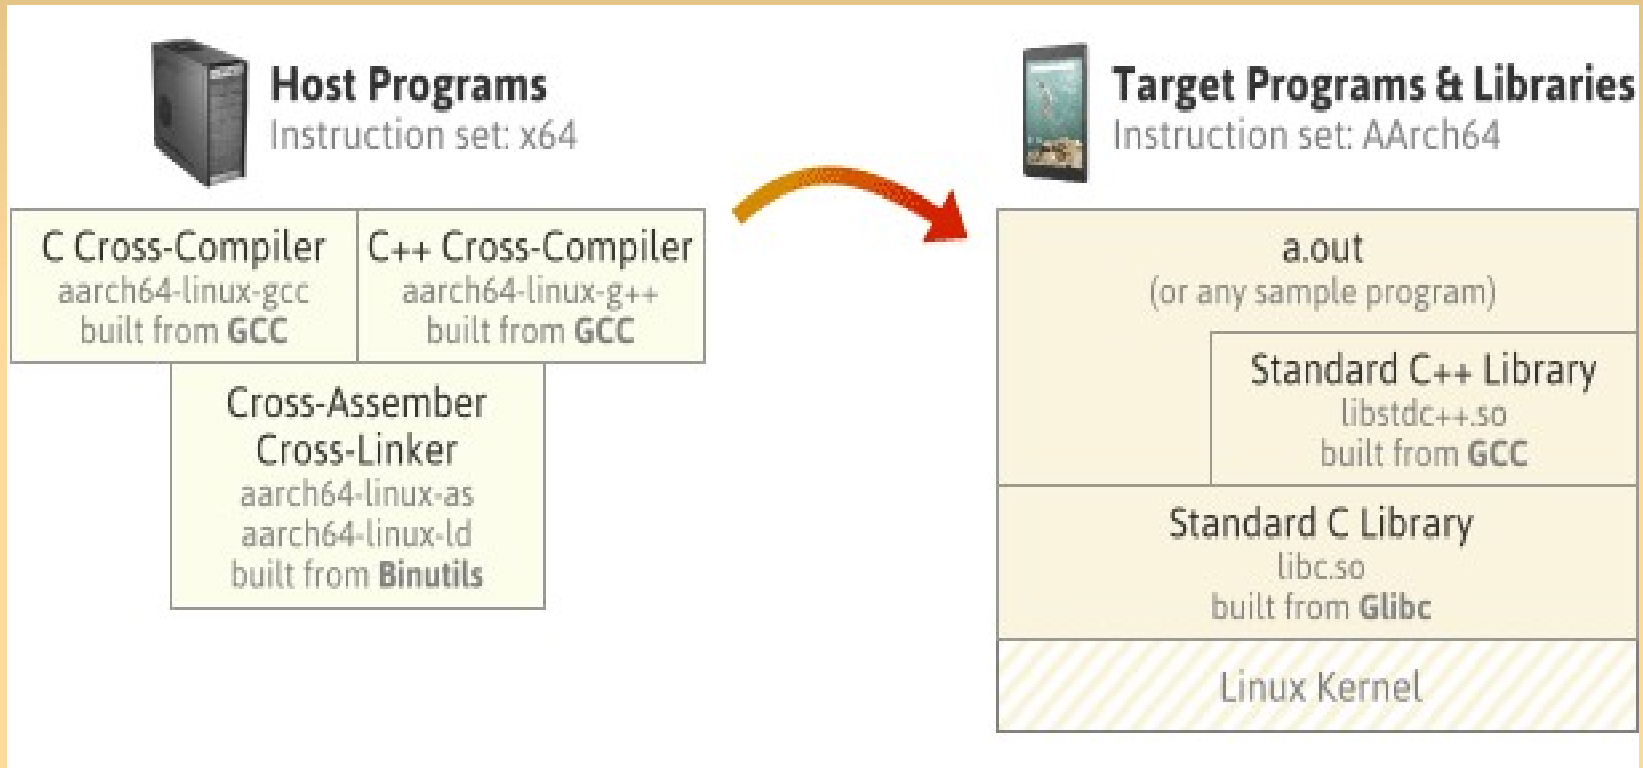 Host Programs
Instruction set: x64
Target Programs & Libraries
Instruction set: AArch64
C Cross-Compiler
aarch64-linux-gcc
built from GCC
C++ Cross-Compiler
aarch64-linux-g++
built from GCC
Cross-Assember
Cross-Linker
aarch64-linux-as
aarch64-linux-ld
built from Binutils
a.out
(or any sample program)
Standard C++ Library
libstdc++.so
built from GCC
Standard C Library
libc.so
built from Glibc
Linux Kernel